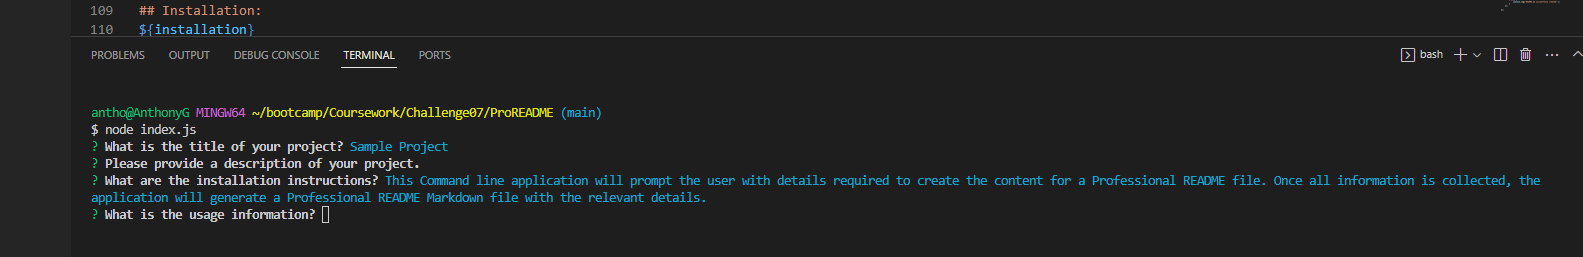 109 ## Installation:
110 ${installation}
PROBLEMS OUTPUT DEBUG CONSOLE TERMINAL PORTS bash
antho@AnthonyG MINGW64 ~/bootcamp/Coursework/Challenge07/ProREADME (main)
$ node index.js
? What is the title of your project? Sample Project
? Please provide a description of your project.
? What are the installation instructions? This Command line application will prompt the user with details required to create the content for a Professional README file. Once all information is collected, the
application will generate a Professional README Markdown file with the relevant details.
? What is the usage information?